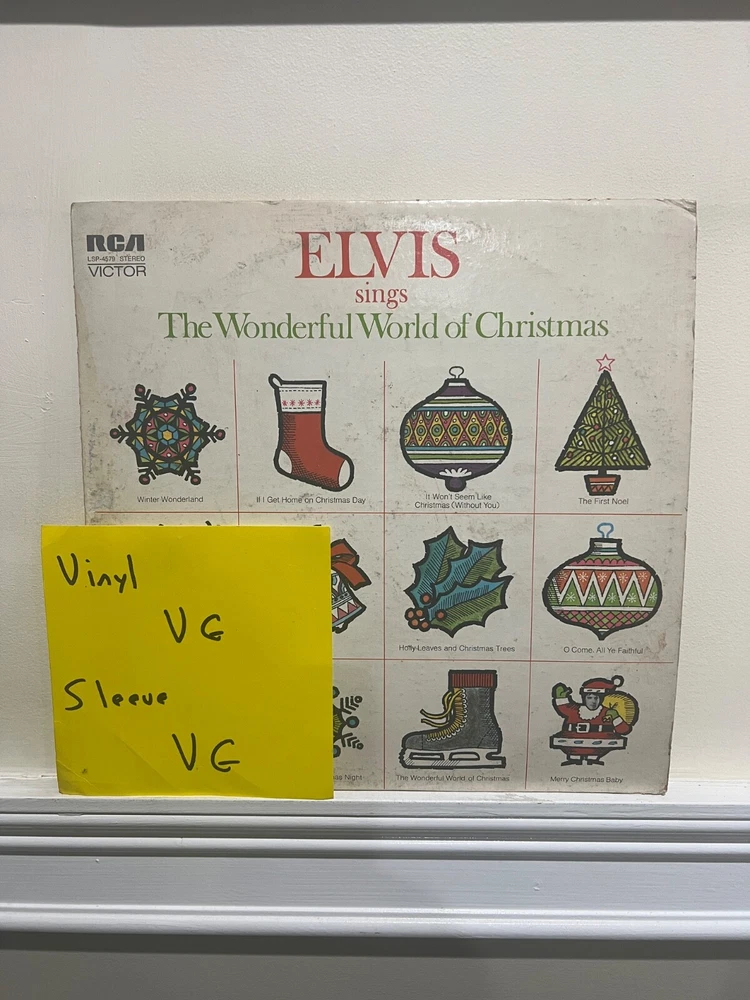 RCA
LSP-4579 STEREO
VICTOR
ELVIS
sings
The Wonderful World of Christmas
Winter Wonderland
If I Get Home on Christmas Day
It Won't Seem Like
Christmas (Without You)
The First Noel
Holly Leaves and Christmas Trees
O Come, All Ye Faithful
Night
The Wonderful World of Christmas
Merry Christmas Baby
Vinyl
VG
Sleeve
VG